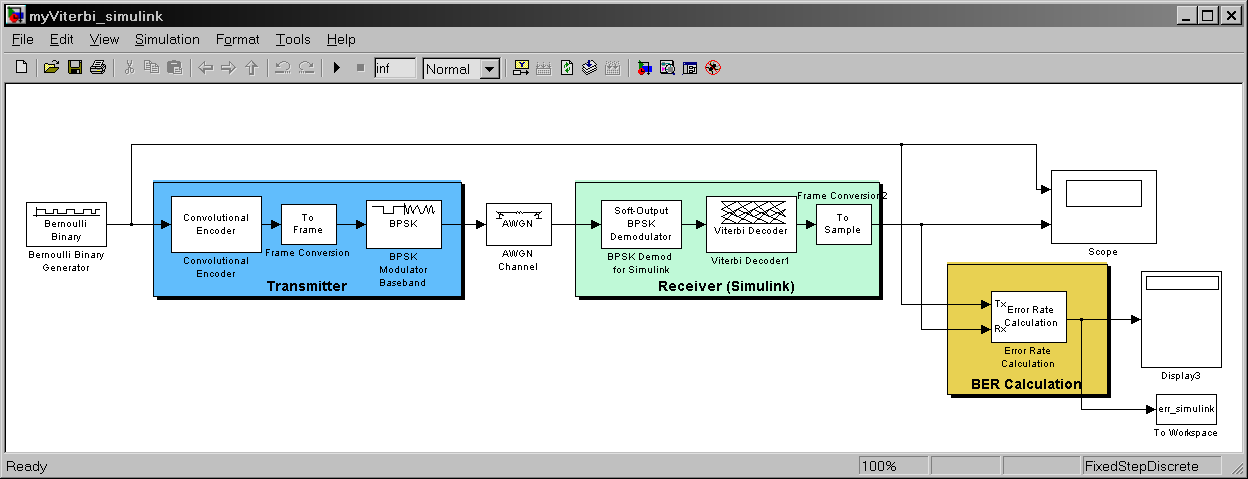 myViterbi_simulink
File Edit View Simulation Format Tools Help
inf Normal
Bernoulli
Binary
Bernoulli Binary
Generator
Convolutional
Encoder
Convolutional
Encoder
To
Frame
Frame Conversion
BPSK
BPSK
Modulator
Baseband
Transmitter
AWGN
AWGN
Channel
Soft-Output
BPSK
Demodulator
BPSK Demod
for Simulink
Viterbi Decoder
Viterbi Decoder1
Frame Conversion2
To
Sample
Receiver (Simulink)
Scope
Tx
Rx
Error Rate
Calculation
Error Rate
Calculation
BER Calculation
Display3
err_simulink
To Workspace
Ready 100% FixedStepDiscrete